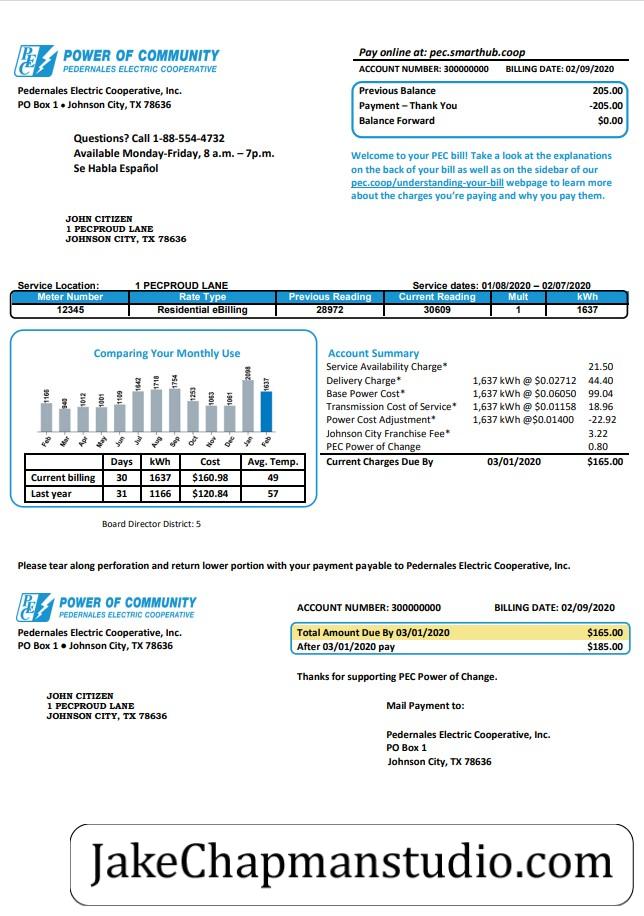 PEC POWER OF COMMUNITY
PEDERNALES ELECTRIC COOPERATIVE
Pedernales Electric Cooperative, Inc.
PO Box 1 • Johnson City, TX 78636
Pay online at: pec.smarthub.coop
ACCOUNT NUMBER: 300000000 BILLING DATE: 02/09/2020
Previous Balance 205.00
Payment – Thank You -205.00
Balance Forward $0.00
Questions? Call 1-88-554-4732
Available Monday-Friday, 8 a.m. – 7p.m.
Se Habla Español
Welcome to your PEC bill! Take a look at the explanations
on the back of your bill as well as on the sidebar of our
pec.coop/understanding-your-bill webpage to learn more
about the charges you're paying and why you pay them.
JOHN CITIZEN
1 PECPROUD LANE
JOHNSON CITY, TX 78636
Service Location: 1 PECPROUD LANE Service dates: 01/08/2020 – 02/07/2020
Meter Number Rate Type Previous Reading Current Reading Mult kWh
12345 Residential eBilling 28972 30609 1 1637
Comparing Your Monthly Use
1166 940 1012 1001 1109 1642 1718 1754 1253 1063 1061 2098 1637
Feb Mar Apr May Jun Jul Aug Sep Oct Nov Dec Jan Feb
Days kWh Cost Avg. Temp.
Current billing 30 1637 $160.98 49
Last year 31 1166 $120.84 57
Board Director District: 5
Account Summary
Service Availability Charge* 21.50
Delivery Charge* 1,637 kWh @ $0.02712 44.40
Base Power Cost* 1,637 kWh @ $0.06050 99.04
Transmission Cost of Service* 1,637 kWh @ $0.01158 18.96
Power Cost Adjustment* 1,637 kWh @$0.01400 -22.92
Johnson City Franchise Fee* 3.22
PEC Power of Change 0.80
Current Charges Due By 03/01/2020 $165.00
Please tear along perforation and return lower portion with your payment payable to Pedernales Electric Cooperative, Inc.
PEC POWER OF COMMUNITY
PEDERNALES ELECTRIC COOPERATIVE
Pedernales Electric Cooperative, Inc.
PO Box 1 • Johnson City, TX 78636
ACCOUNT NUMBER: 300000000 BILLING DATE: 02/09/2020
Total Amount Due By 03/01/2020 $165.00
After 03/01/2020 pay $185.00
Thanks for supporting PEC Power of Change.
JOHN CITIZEN
1 PECPROUD LANE
JOHNSON CITY, TX 78636
Mail Payment to:
Pedernales Electric Cooperative, Inc.
PO Box 1
Johnson City, TX 78636
JakeChapmanstudio.com